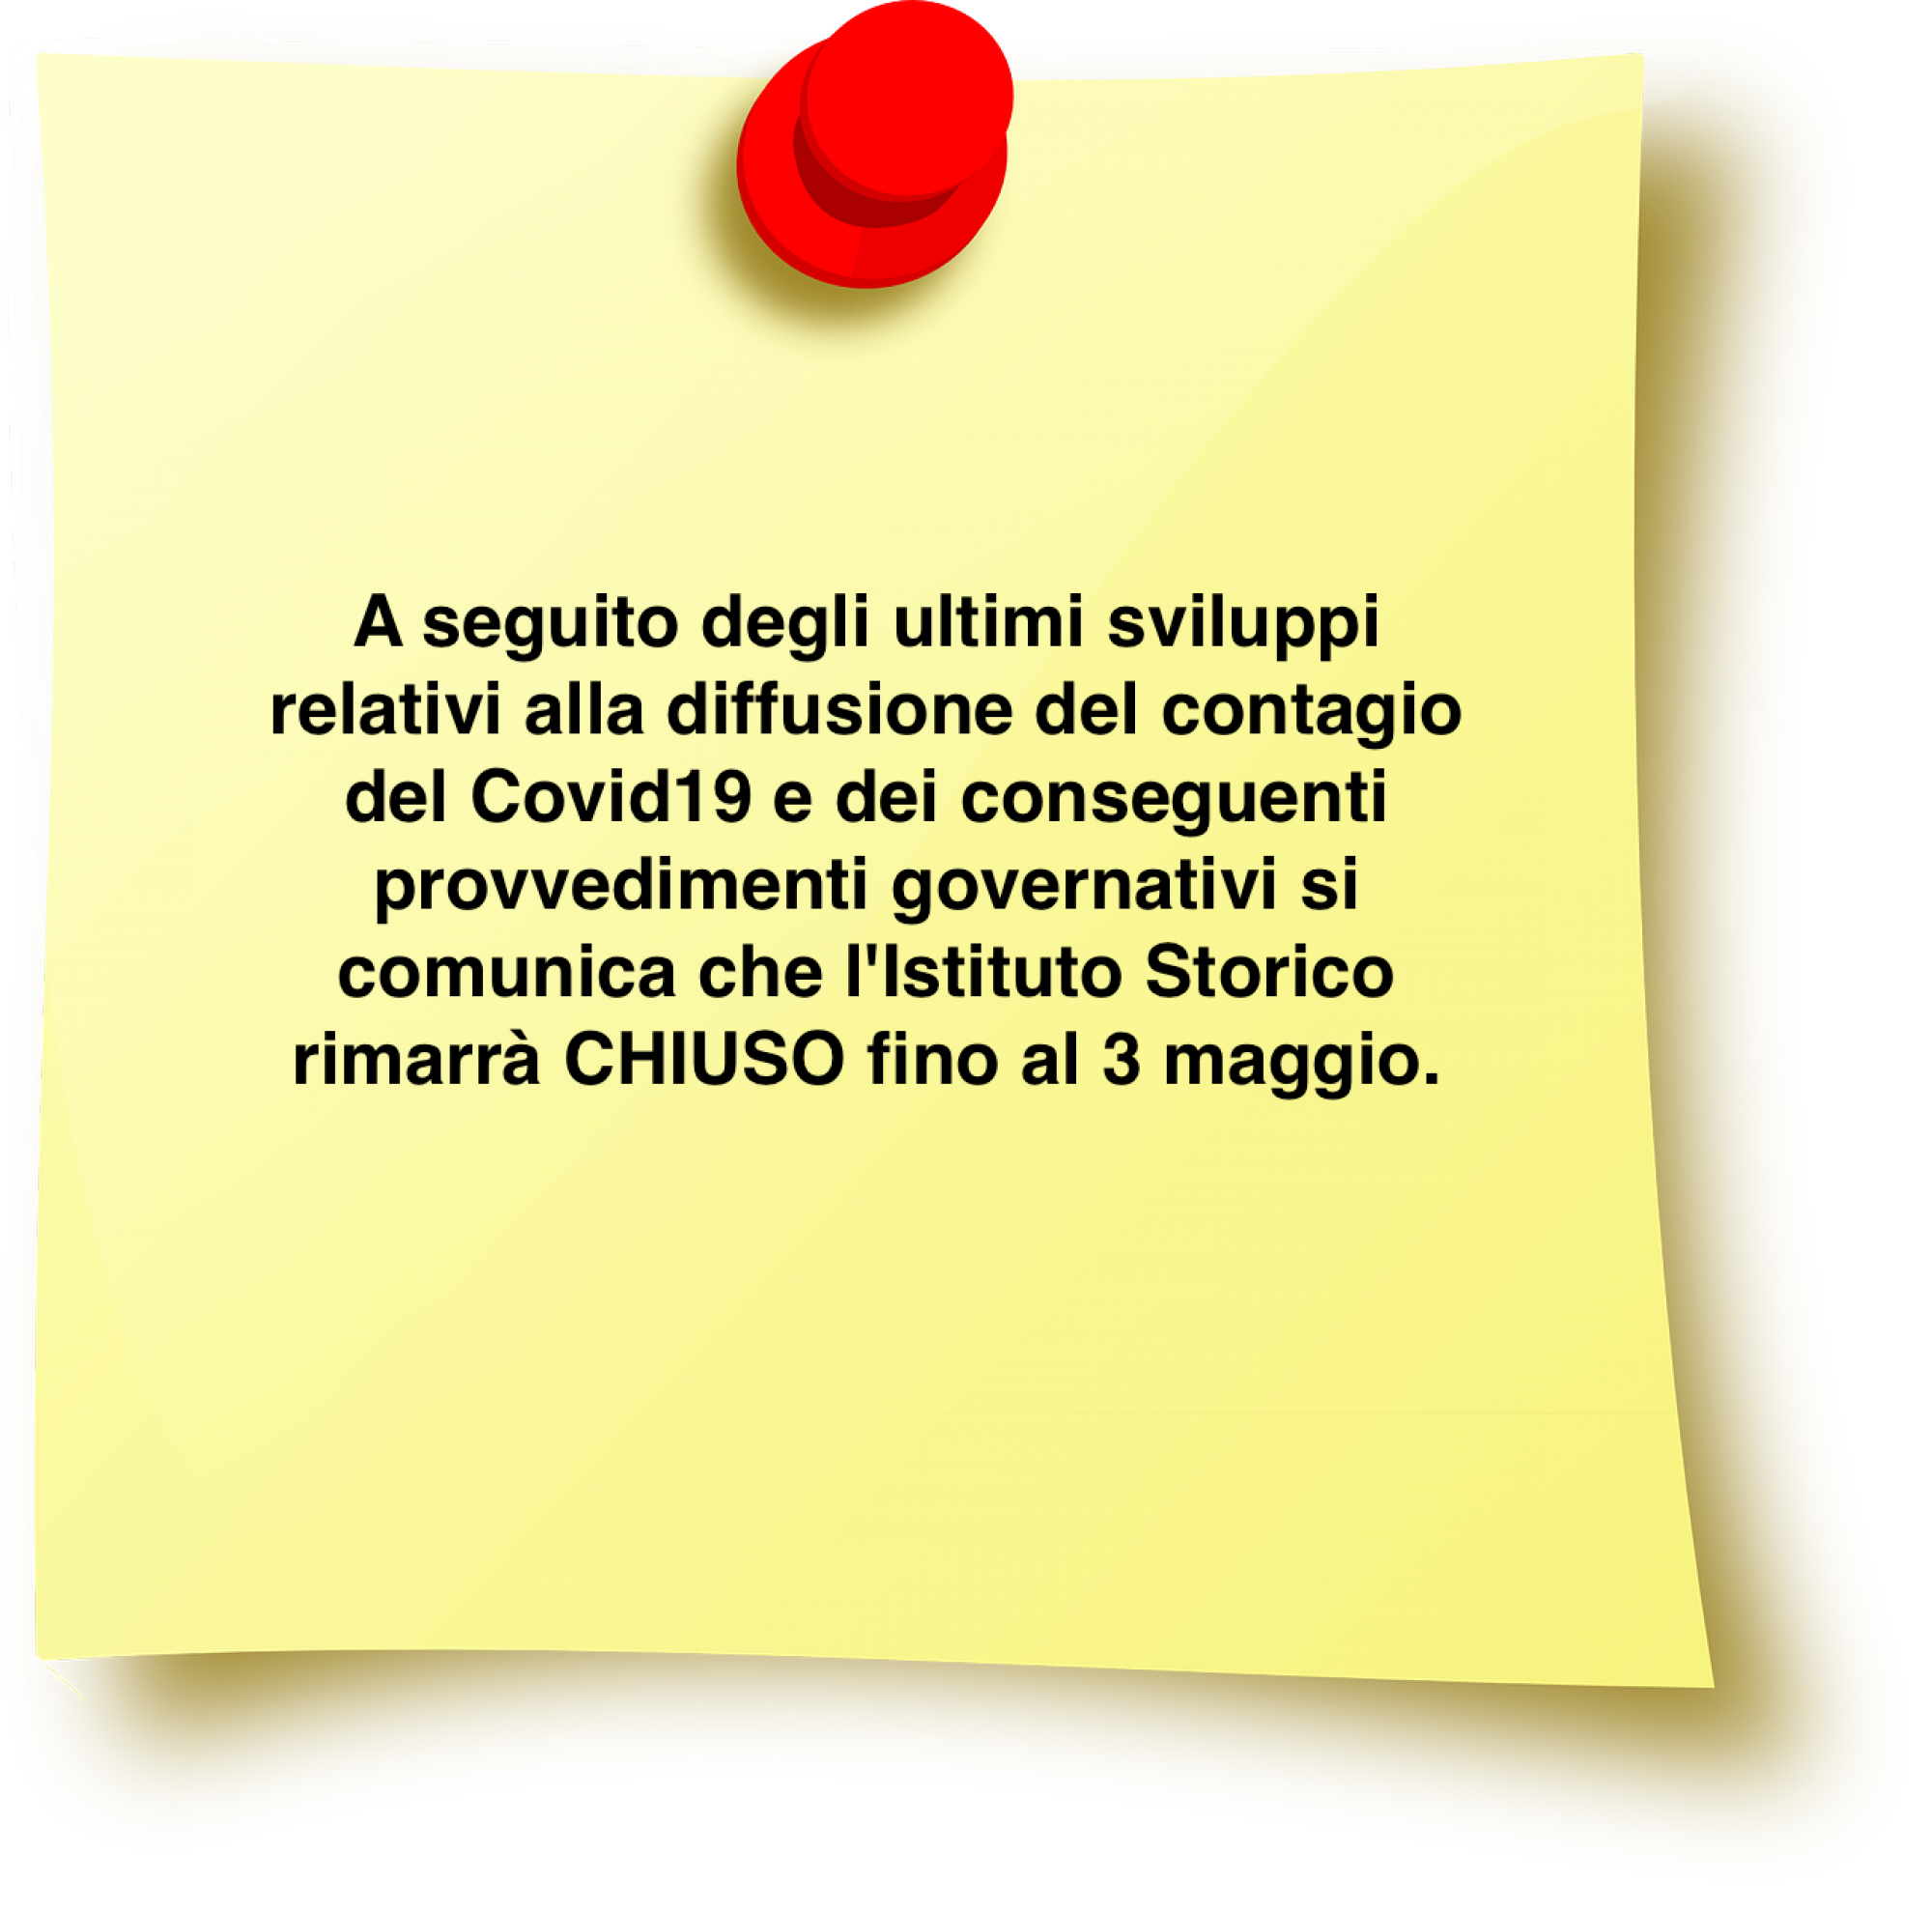 A seguito degli ultimi sviluppi
relativi alla diffusione del contagio
del Covid19 e dei conseguenti
provvedimenti governativi si
comunica che l'Istituto Storico
rimarrà CHIUSO fino al 3 maggio.